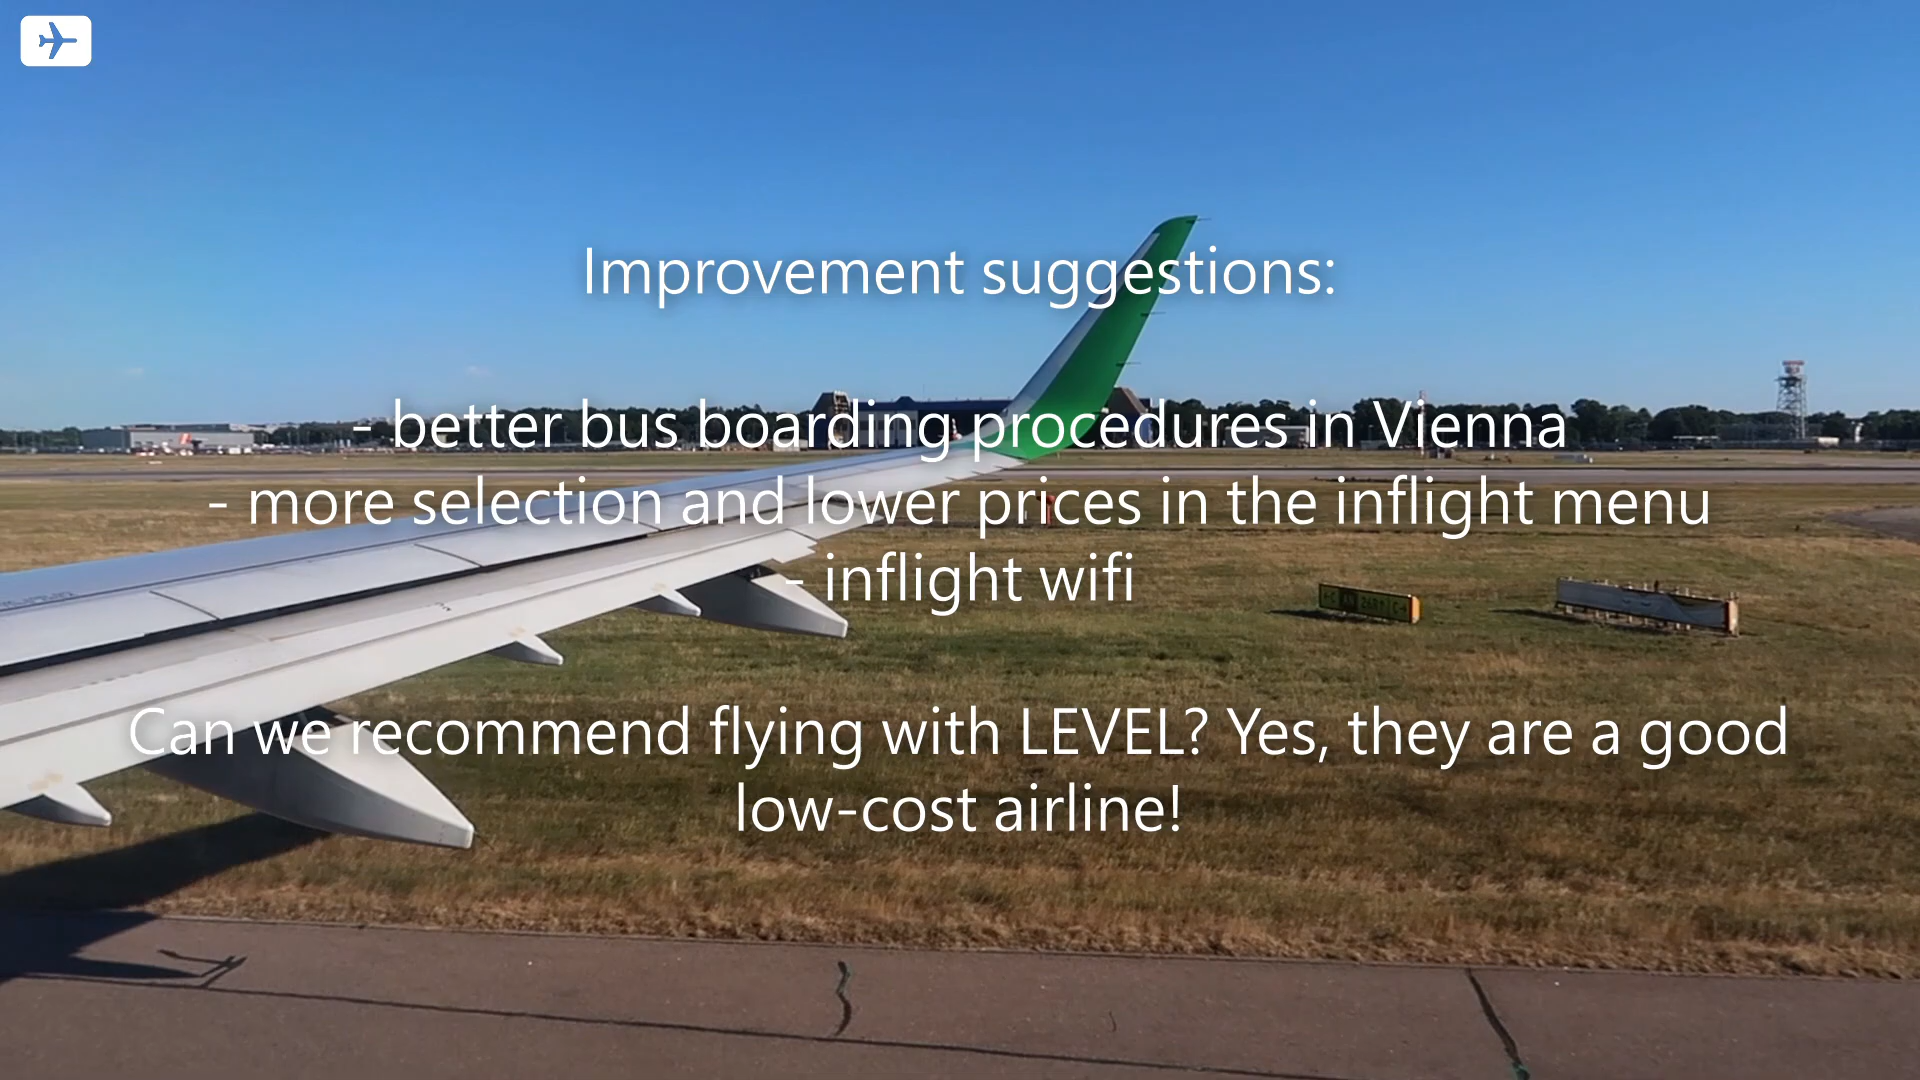 Improvement suggestions:
- better bus boarding procedures in Vienna
- more selection and lower prices in the inflight menu
- inflight wifi
Can we recommend flying with LEVEL? Yes, they are a good
low-cost airline!